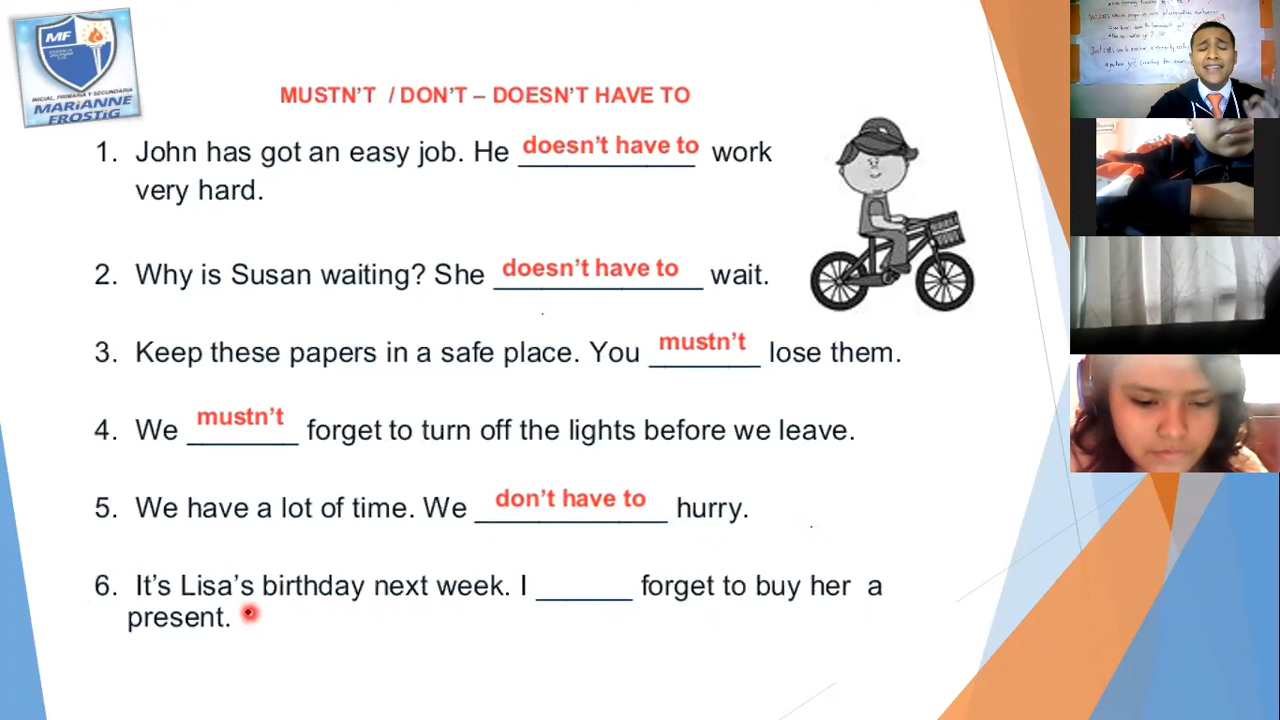 MF
INICIAL, PRIMARIA Y SECUNDARIA
MARIANNE
FROSTIG
MUSTN'T / DON'T – DOESN'T HAVE TO
1. John has got an easy job. He doesn't have to work
very hard.
2. Why is Susan waiting? She doesn't have to wait.
3. Keep these papers in a safe place. You mustn't lose them.
4. We mustn't forget to turn off the lights before we leave.
5. We have a lot of time. We don't have to hurry.
6. It's Lisa's birthday next week. I ______ forget to buy her a
present.